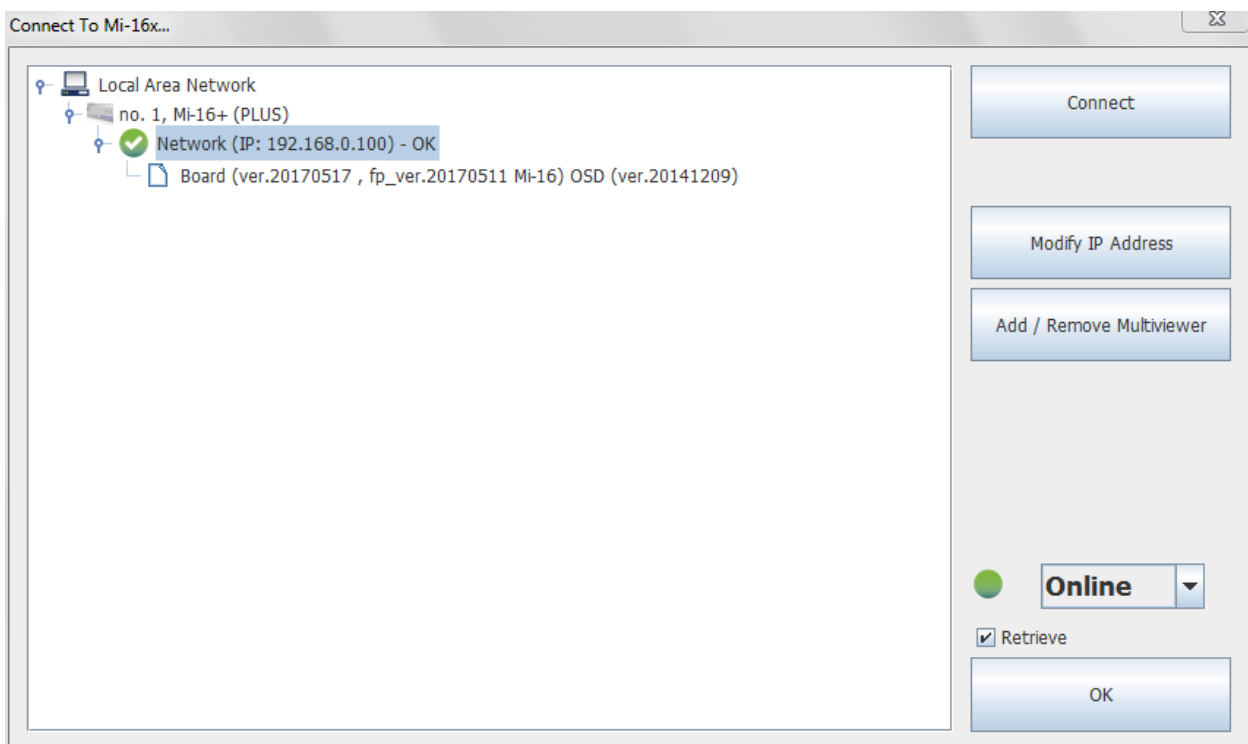 Connect To Mi-16x...
Local Area Network
no. 1, Mi-16+ (PLUS)
Network (IP: 192.168.0.100) - OK
Board (ver.20170517 , fp_ver.20170511 Mi-16) OSD (ver.20141209)
Connect
Modify IP Address
Add / Remove Multiviewer
Online
Retrieve
OK